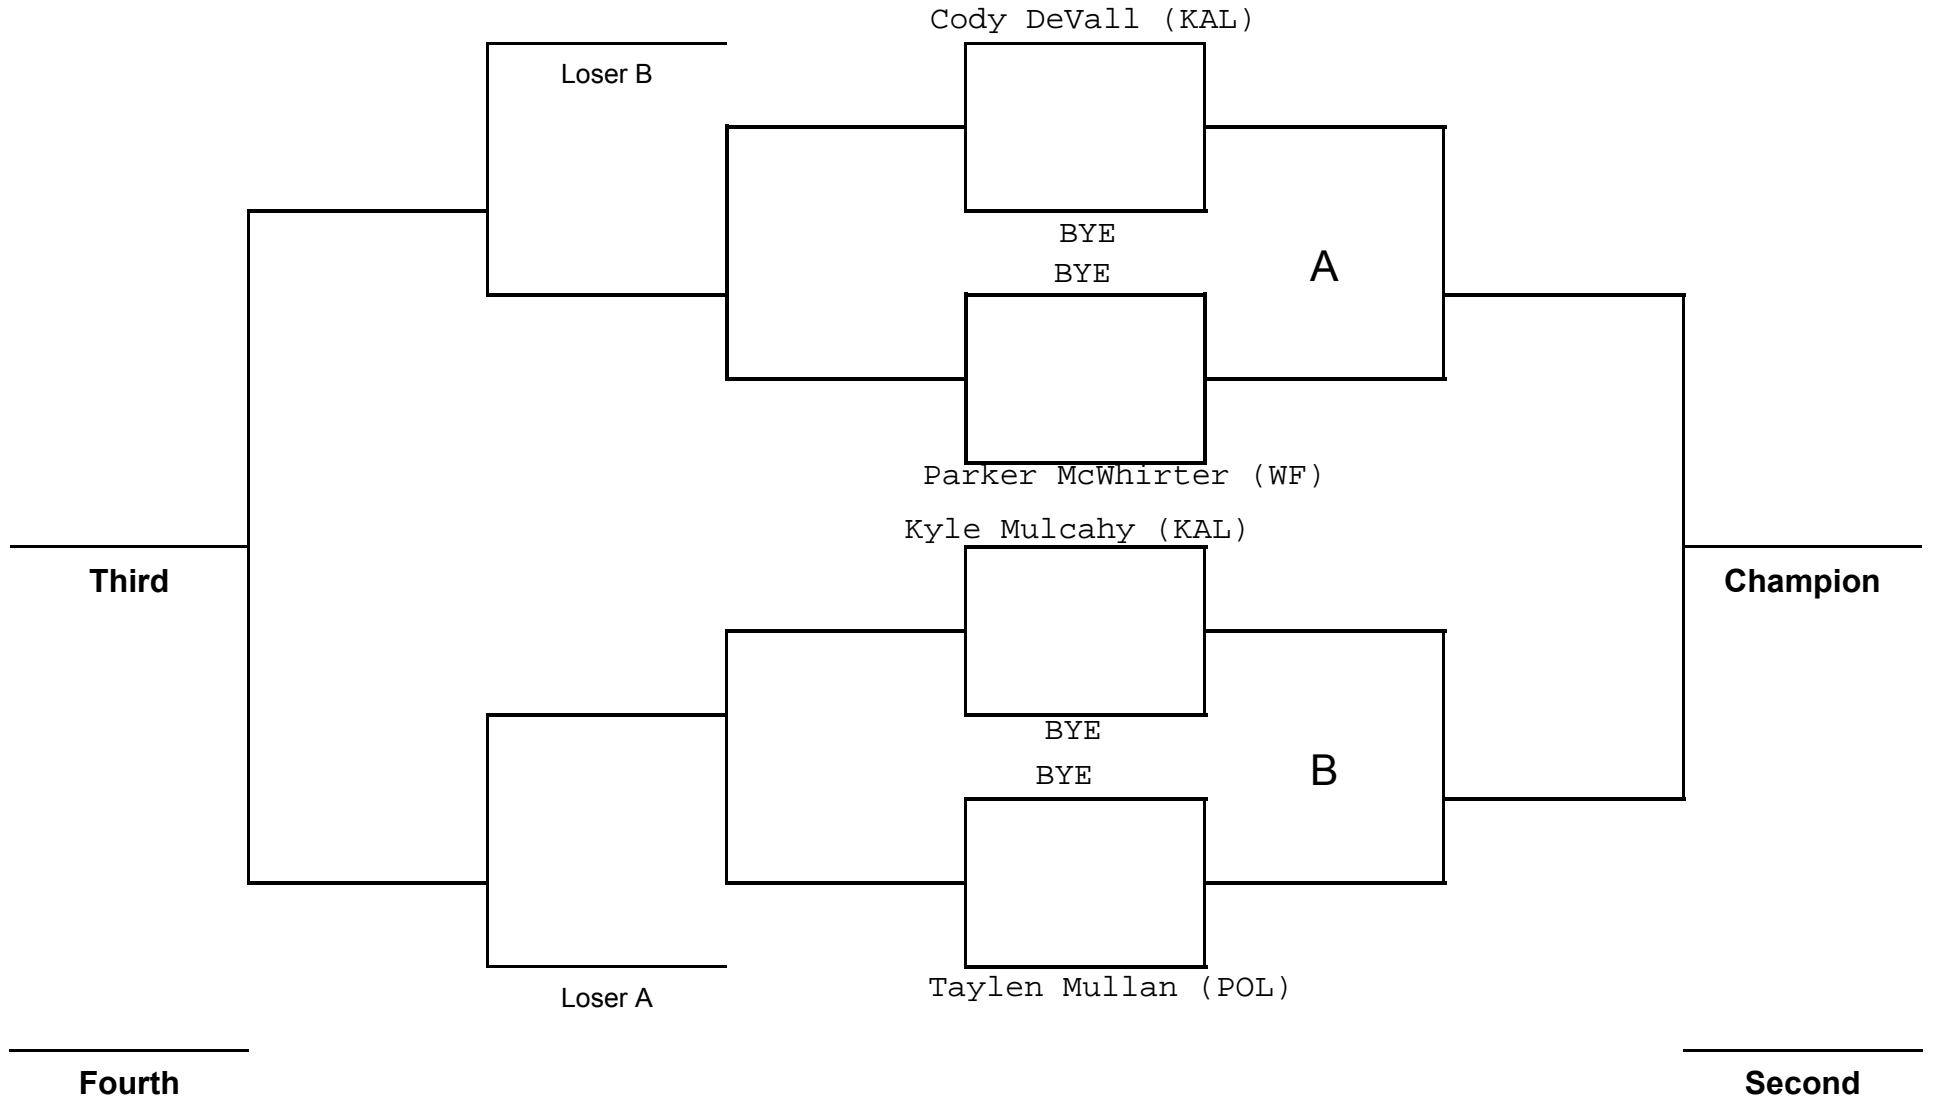 Cody DeVall (KAL)
Loser B
BYE
BYE
A
Parker McWhirter (WF)
Kyle Mulcahy (KAL)
Third
Champion
BYE
BYE
B
Taylen Mullan (POL)
Loser A
Fourth
Second